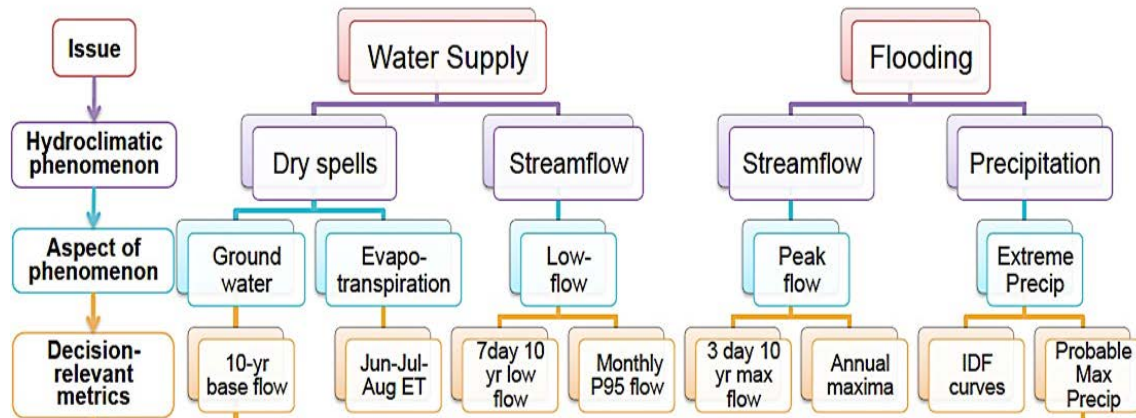 Issue
Water Supply
Flooding
Hydroclimatic
phenomenon
Dry spells
Streamflow
Streamflow
Precipitation
Aspect of
phenomenon
Ground
water
Evapo-
transpiration
Low-
flow
Peak
flow
Extreme
Precip
Decision-
relevant
metrics
10-yr
base flow
Jun-Jul-
Aug ET
7day 10
yr low
flow
Monthly
P95 flow
3 day 10
yr max
flow
Annual
maxima
IDF
curves
Probable
Max
Precip